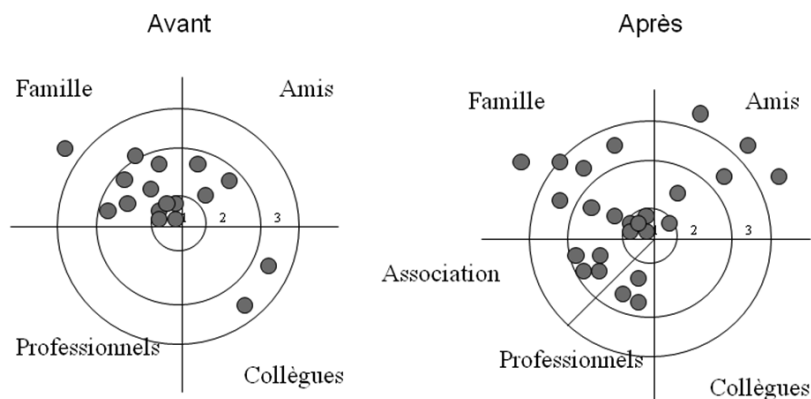 Avant
Famille
Amis
1 2 3
Professionnels
Collègues
Après
Famille
Amis
1 2 3
Association
Professionnels
Collègues